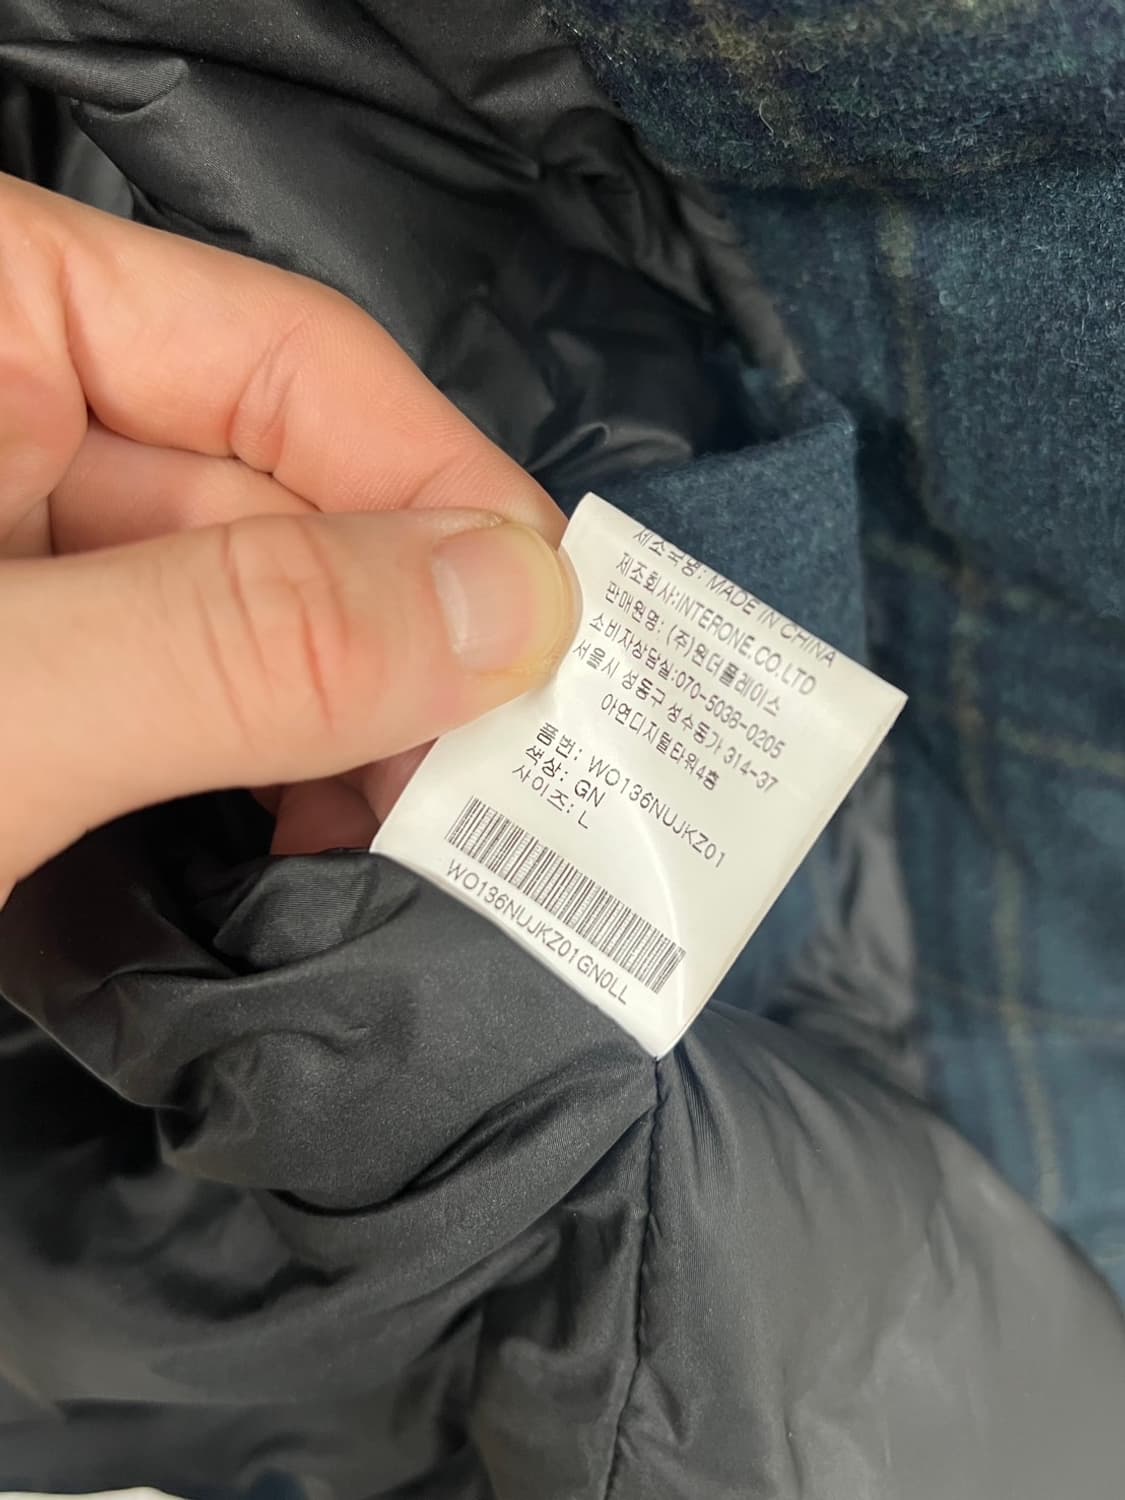 제조국명: MADE IN CHINA
제조회사:INTERONE.CO.LTD
판매원명: (주)원더플레이스
소비자상담실:070-5038-0205
서울시 성동구 성수동가 314-37
아연디지털타워4층
품번: WO136NUJKZ01
색상: GN
사이즈: L
WO136NUJKZ01GN0LL